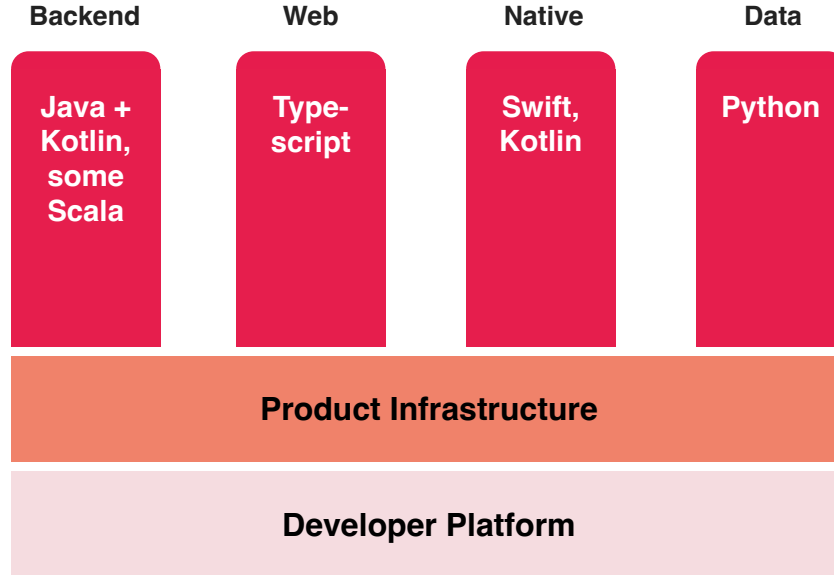 Backend
Web
Native
Data
Java +
Kotlin,
some
Scala
Type-
script
Swift,
Kotlin
Python
Product Infrastructure
Developer Platform